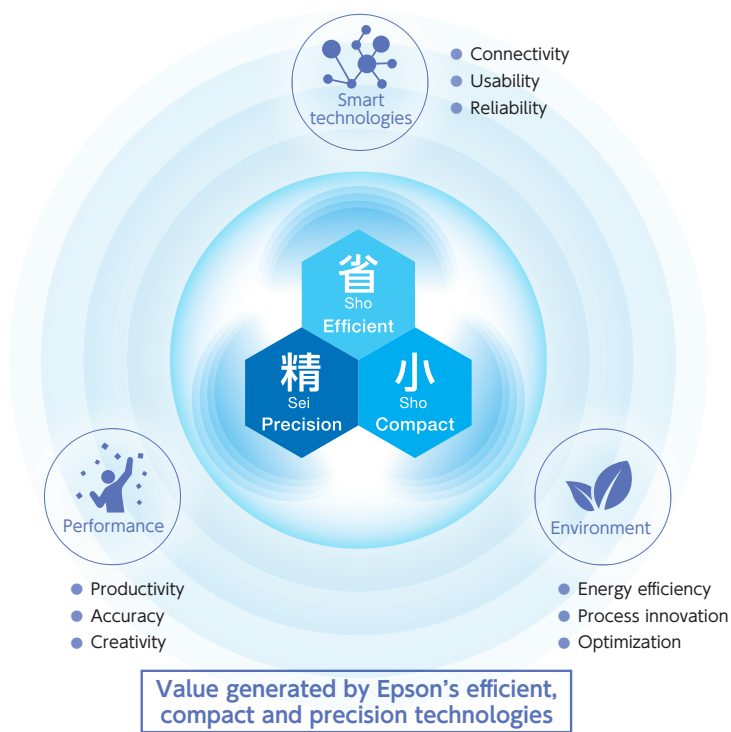 Smart
technologies
Connectivity
Usability
Reliability
省
Sho
Efficient
精
Sei
Precision
小
Sho
Compact
Performance
Productivity
Accuracy
Creativity
Environment
Energy efficiency
Process innovation
Optimization
Value generated by Epson's efficient,
compact and precision technologies